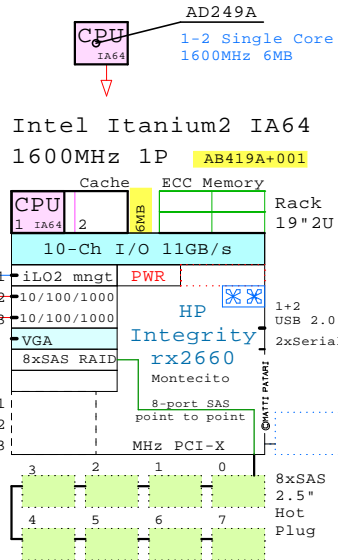 AD249A
CPU
IA64
1-2 Single Core
1600MHz 6MB
Intel Itanium2 IA64
1600MHz 1P AB419A+001
Cache ECC Memory
CPU
1 IA64 2 6MB
Rack
19"2U
10-Ch I/O 11GB/s
iLO2 mngt PWR
10/100/1000
10/100/1000
VGA
8xSAS RAID
HP
Integrity
rx2660
Montecito
1+2
USB 2.0
2xSerial
8-port SAS
point to point
©MATTI PATARI
MHz PCI-X
1
2
3
3 2 1 0
4 5 6 7
8xSAS
2.5"
Hot
Plug